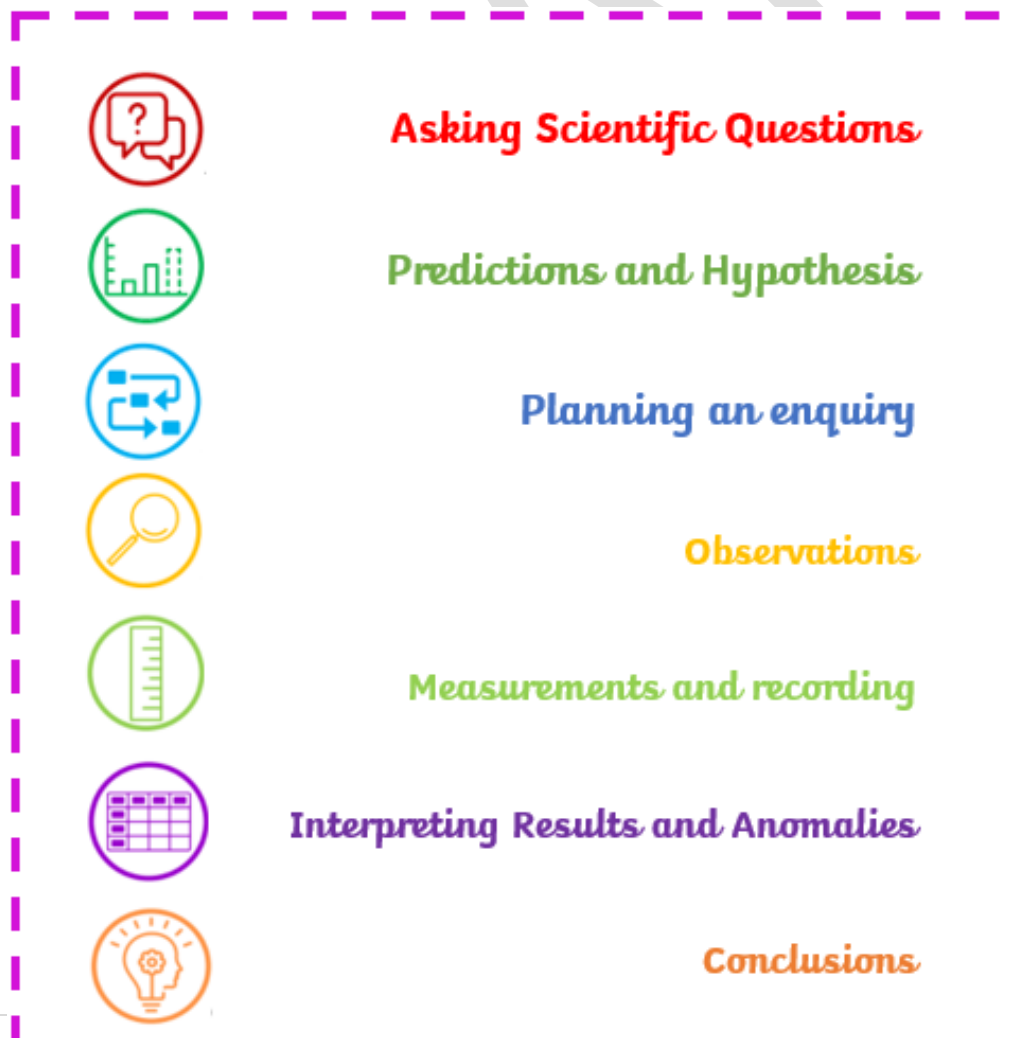 ?
Asking Scientific Questions
Predictions and Hypothesis
Planning an enquiry
Observations
Measurements and recording
Interpreting Results and Anomalies
Conclusions